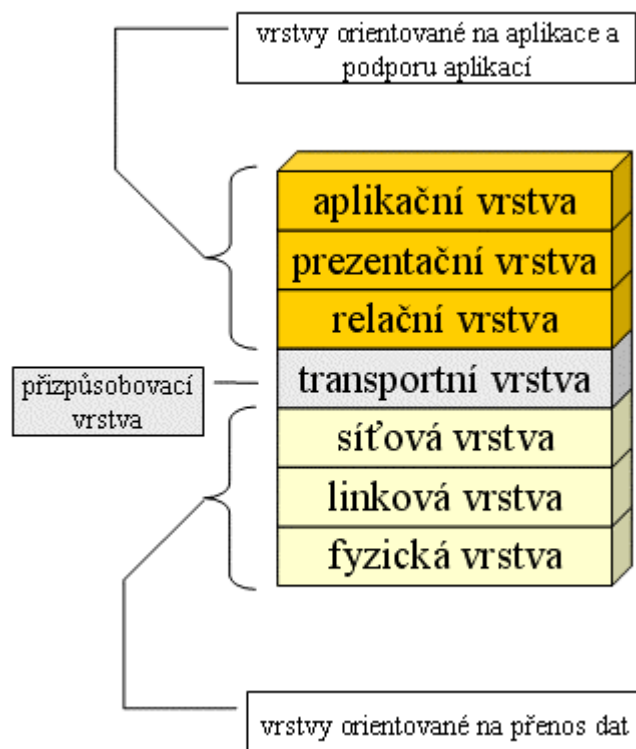 vrstvy orientované na aplikace a
podporu aplikací
aplikační vrstva
prezentační vrstva
relační vrstva
přizpůsobovací
vrstva
transportní vrstva
síťová vrstva
linková vrstva
fyzická vrstva
vrstvy orientované na přenos dat